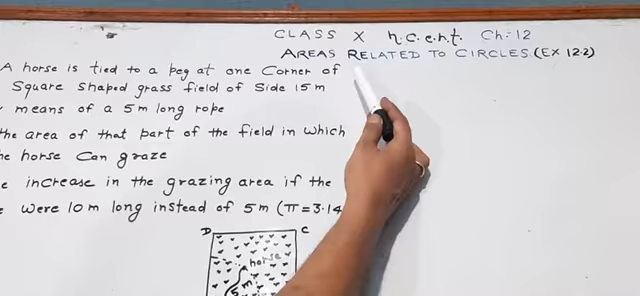 CLASS X n.c.e.r.t. Ch:12
AREAS RELATED TO CIRCLES (EX 12.2)
A horse is tied to a peg at one Corner of
Square shaped grass field of Side 15 m
means of a 5m long rope
the area of that part of the field in which
horse Can graze
increase in the grazing area if the
were 10 m long instead of 5m (π=3.14
D C
horse
5 m